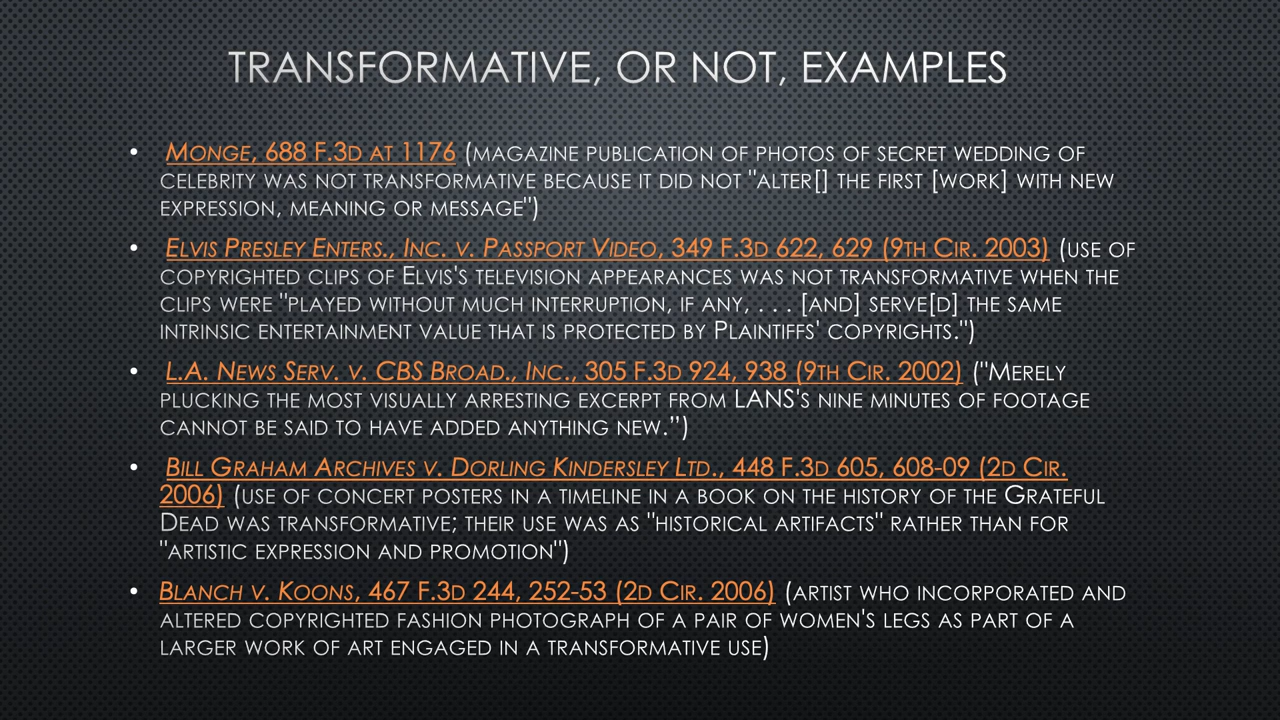 TRANSFORMATIVE, OR NOT, EXAMPLES
• MONGE, 688 F.3D AT 1176 (MAGAZINE PUBLICATION OF PHOTOS OF SECRET WEDDING OF
CELEBRITY WAS NOT TRANSFORMATIVE BECAUSE IT DID NOT "ALTER[] THE FIRST [WORK] WITH NEW
EXPRESSION, MEANING OR MESSAGE")
• ELVIS PRESLEY ENTERS., INC. V. PASSPORT VIDEO, 349 F.3D 622, 629 (9TH CIR. 2003) (USE OF
COPYRIGHTED CLIPS OF ELVIS'S TELEVISION APPEARANCES WAS NOT TRANSFORMATIVE WHEN THE
CLIPS WERE "PLAYED WITHOUT MUCH INTERRUPTION, IF ANY, . . . [AND] SERVE[D] THE SAME
INTRINSIC ENTERTAINMENT VALUE THAT IS PROTECTED BY PLAINTIFFS' COPYRIGHTS.")
• L.A. NEWS SERV. V. CBS BROAD., INC., 305 F.3D 924, 938 (9TH CIR. 2002) ("MERELY
PLUCKING THE MOST VISUALLY ARRESTING EXCERPT FROM LANS'S NINE MINUTES OF FOOTAGE
CANNOT BE SAID TO HAVE ADDED ANYTHING NEW.”)
• BILL GRAHAM ARCHIVES V. DORLING KINDERSLEY LTD., 448 F.3D 605, 608-09 (2D CIR.
2006) (USE OF CONCERT POSTERS IN A TIMELINE IN A BOOK ON THE HISTORY OF THE GRATEFUL
DEAD WAS TRANSFORMATIVE; THEIR USE WAS AS "HISTORICAL ARTIFACTS" RATHER THAN FOR
"ARTISTIC EXPRESSION AND PROMOTION")
• BLANCH V. KOONS, 467 F.3D 244, 252-53 (2D CIR. 2006) (ARTIST WHO INCORPORATED AND
ALTERED COPYRIGHTED FASHION PHOTOGRAPH OF A PAIR OF WOMEN'S LEGS AS PART OF A
LARGER WORK OF ART ENGAGED IN A TRANSFORMATIVE USE)